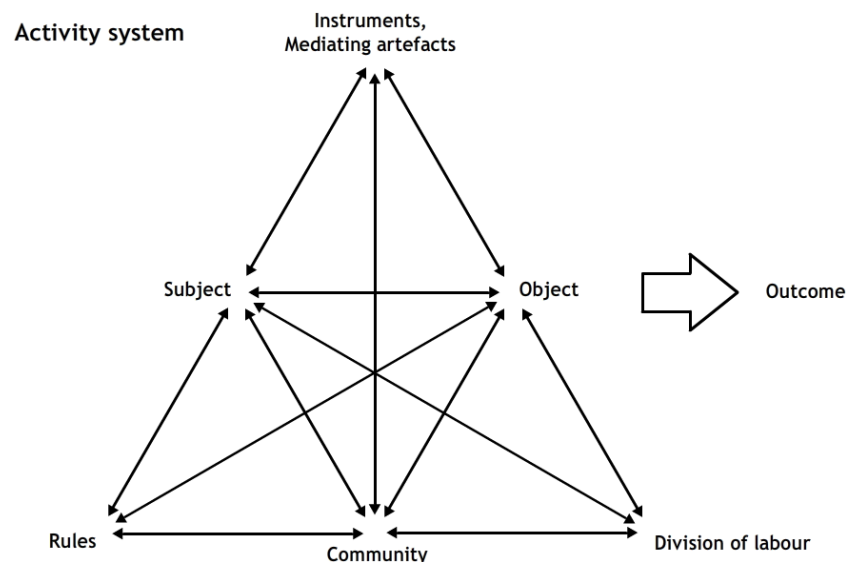 Activity system
Instruments,
Mediating artefacts
Subject
Object
Outcome
Rules
Community
Division of labour